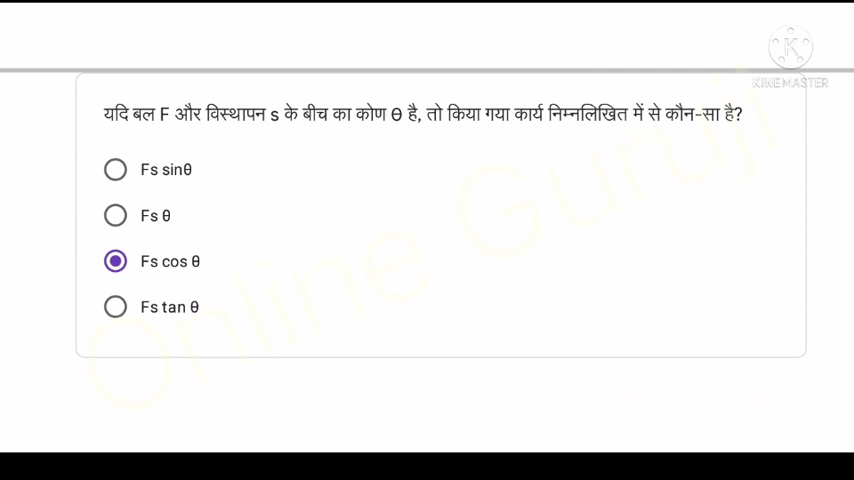 K
KINEMASTER
यदि बल F और विस्थापन s के बीच का कोण θ है, तो किया गया कार्य निम्नलिखित में से कौन-सा है?
Fs sinθ
Fs θ
Fs cos θ
Fs tan θ
Online Guruji